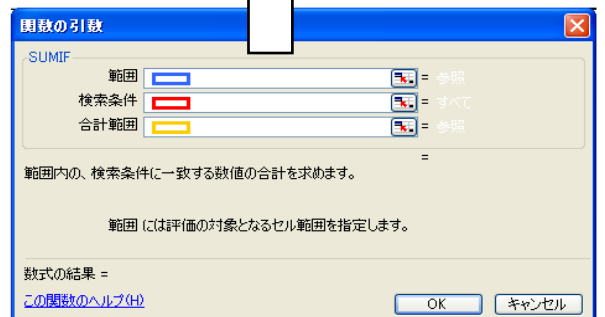 関数の引数
SUMIF
範囲 = 参照
検索条件 = すべて
合計範囲 = 参照
=
範囲内の、検索条件に一致する数値の合計を求めます。
範囲 には評価の対象となるセル範囲を指定します。
数式の結果 =
この関数のヘルプ(H)
OK キャンセル